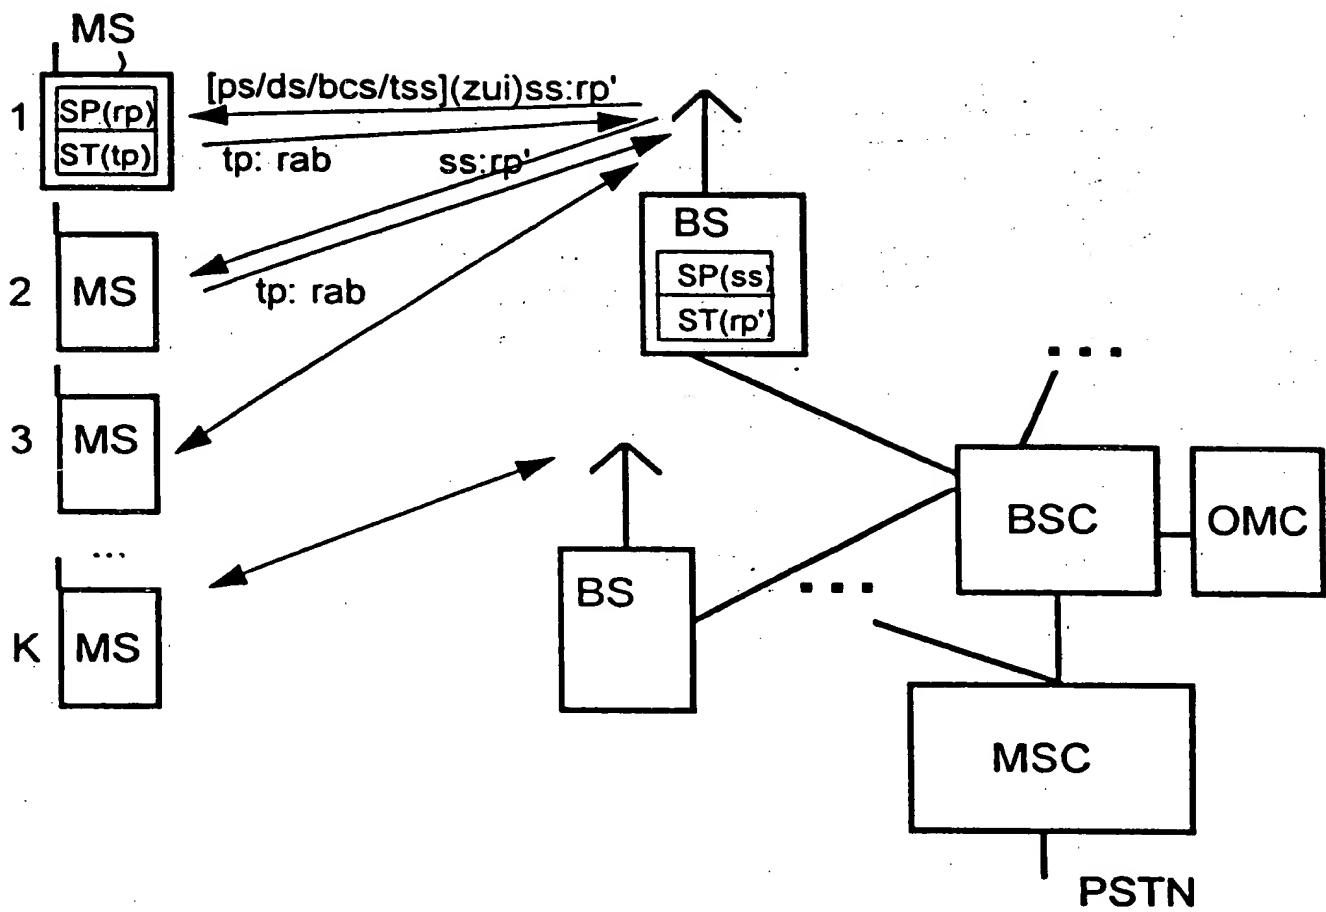 MS
[ps/ds/bcs/tss](zui)ss:rp'
1
SP(rp)
ST(tp)
tp: rab
ss:rp'
BS
SP(ss)
ST(rp')
2
MS
tp: rab
...
3
MS
BSC
OMC
...
BS
...
K
MS
MSC
PSTN